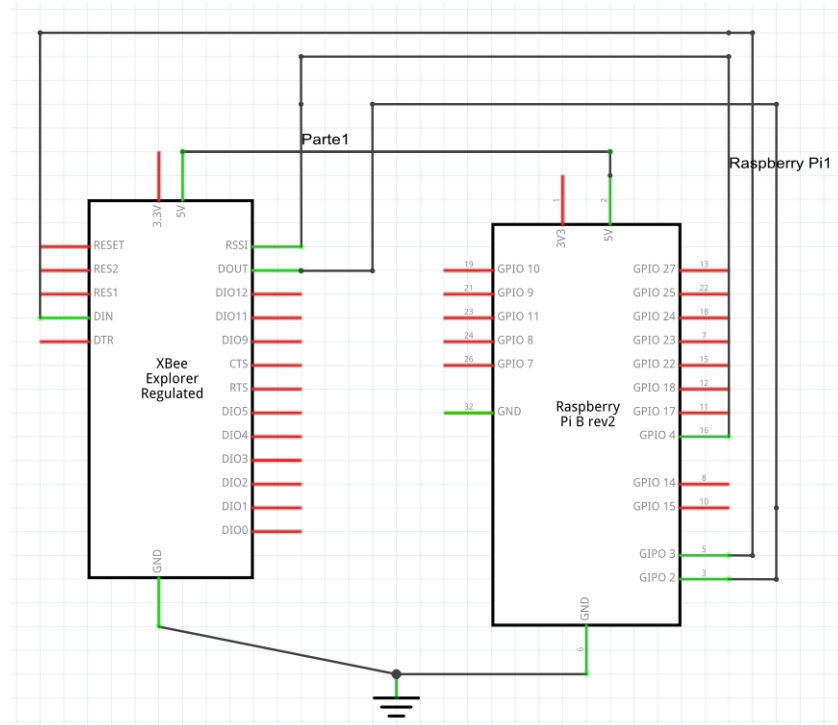 Parte1
Raspberry Pi1
3.3V
5V
RESET
RES2
RES1
DIN
DTR
RSSI
DOUT
DIO12
DIO11
DIO9
CTS
RTS
DIO5
DIO4
DIO3
DIO2
DIO1
DIO0
XBee
Explorer
Regulated
GND
1
2
3V3
5V
19 GPIO 10
21 GPIO 9
23 GPIO 11
24 GPIO 8
26 GPIO 7
32 GND
GPIO 27 13
GPIO 25 22
GPIO 24 18
GPIO 23 7
GPIO 22 15
GPIO 18 12
GPIO 17 11
GPIO 4 16
GPIO 14 8
GPIO 15 10
GIPO 3 5
GIPO 2 3
Raspberry
Pi B rev2
GND
6